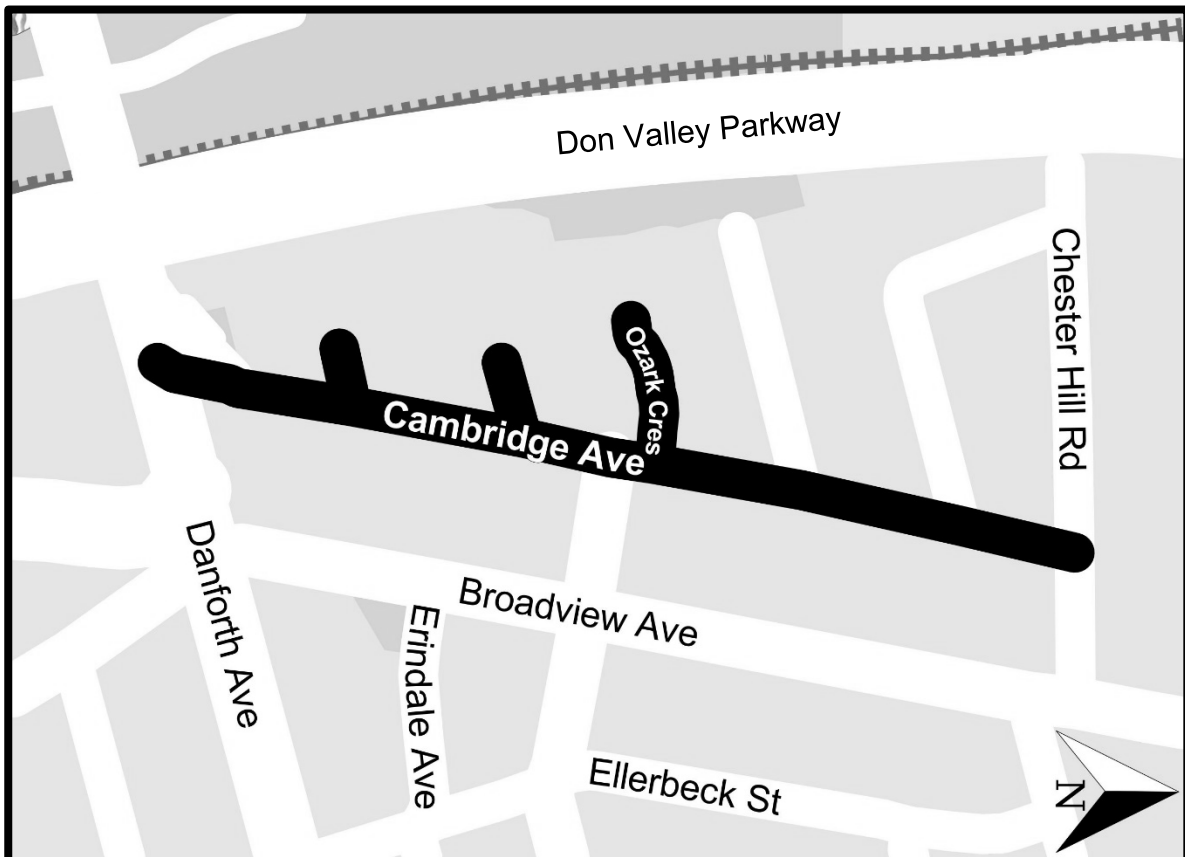 Don Valley Parkway
Chester Hill Rd
Ozark Cres
Cambridge Ave
Danforth Ave
Broadview Ave
Erindale Ave
Ellerbeck St
N